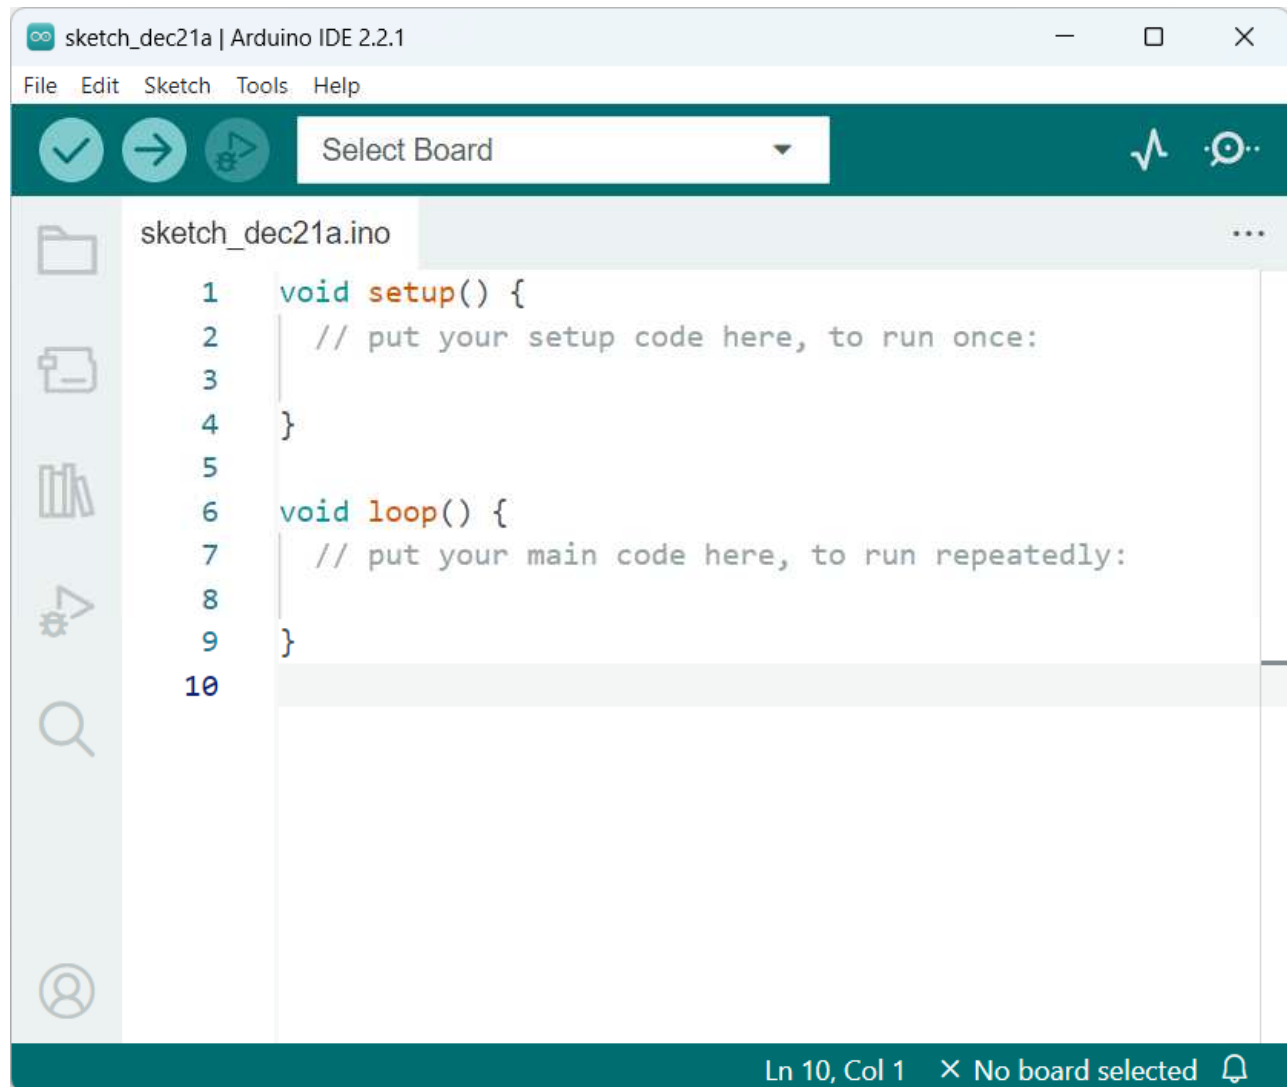 sketch_dec21a | Arduino IDE 2.2.1
File Edit Sketch Tools Help
Select Board
sketch_dec21a.ino
1 void setup() {
2 // put your setup code here, to run once:
3
4 }
5
6 void loop() {
7 // put your main code here, to run repeatedly:
8
9 }
10
Ln 10, Col 1 × No board selected